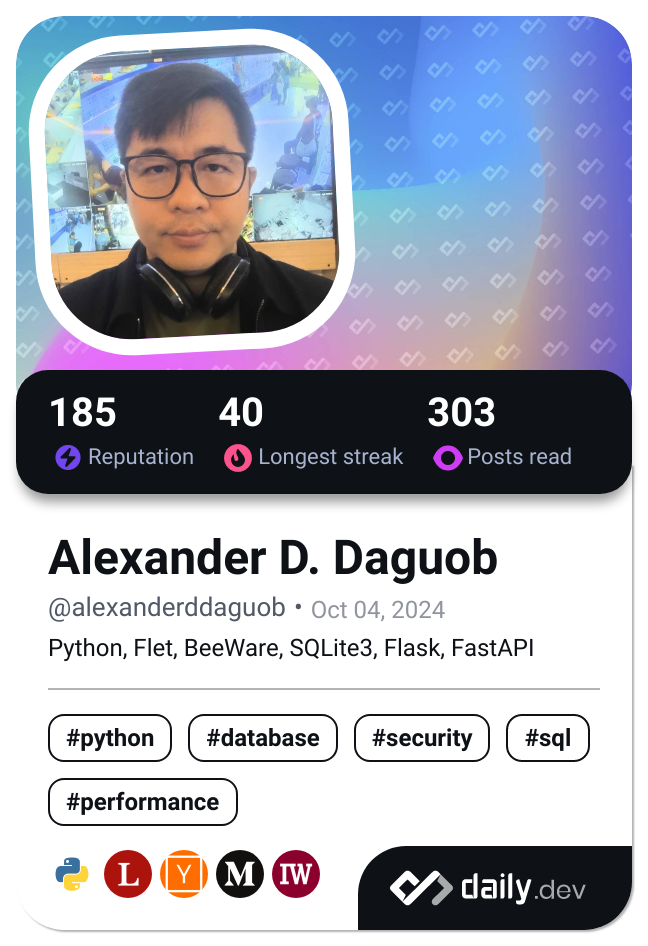 185 40 303
Reputation Longest streak Posts read
Alexander D. Daguob
@alexanderddaguob • Oct 04, 2024
Python, Flet, BeeWare, SQLite3, Flask, FastAPI
#python #database #security #sql
#performance
L Y M IW
daily.dev